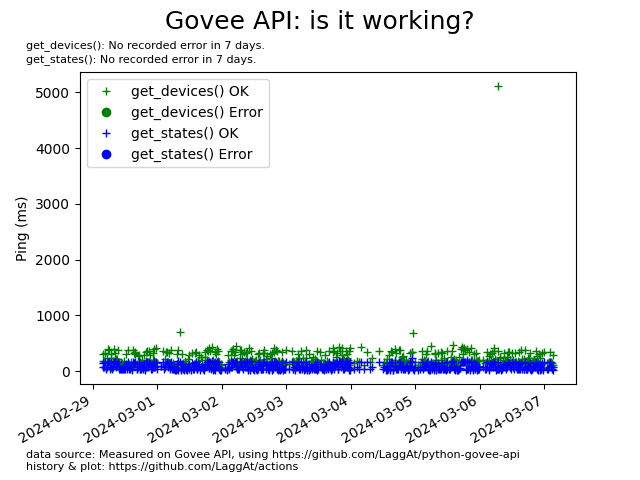 Govee API: is it working?
get_devices(): No recorded error in 7 days.
get_states(): No recorded error in 7 days.
get_devices() OK
get_devices() Error
get_states() OK
get_states() Error
Ping (ms)
5000
4000
3000
2000
1000
0
2024-02-29
2024-03-01
2024-03-02
2024-03-03
2024-03-04
2024-03-05
2024-03-06
2024-03-07
data source: Measured on Govee API, using https://github.com/LaggAt/python-govee-api
history & plot: https://github.com/LaggAt/actions